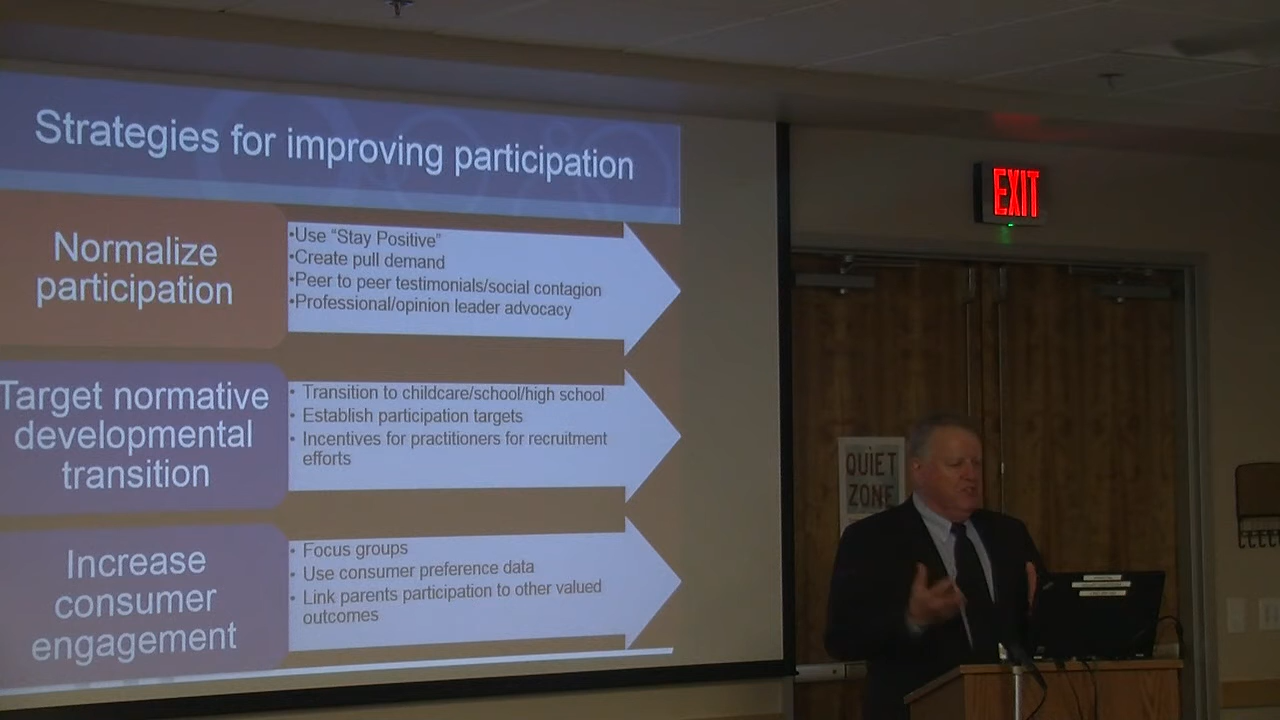 Strategies for improving participation
Normalize
participation
•Use “Stay Positive”
•Create pull demand
•Peer to peer testimonials/social contagion
•Professional/opinion leader advocacy
Target normative
developmental
transition
• Transition to childcare/school/high school
• Establish participation targets
• Incentives for practitioners for recruitment
efforts
Increase
consumer
engagement
• Focus groups
• Use consumer preference data
• Link parents participation to other valued
outcomes
EXIT
QUIET
ZONE